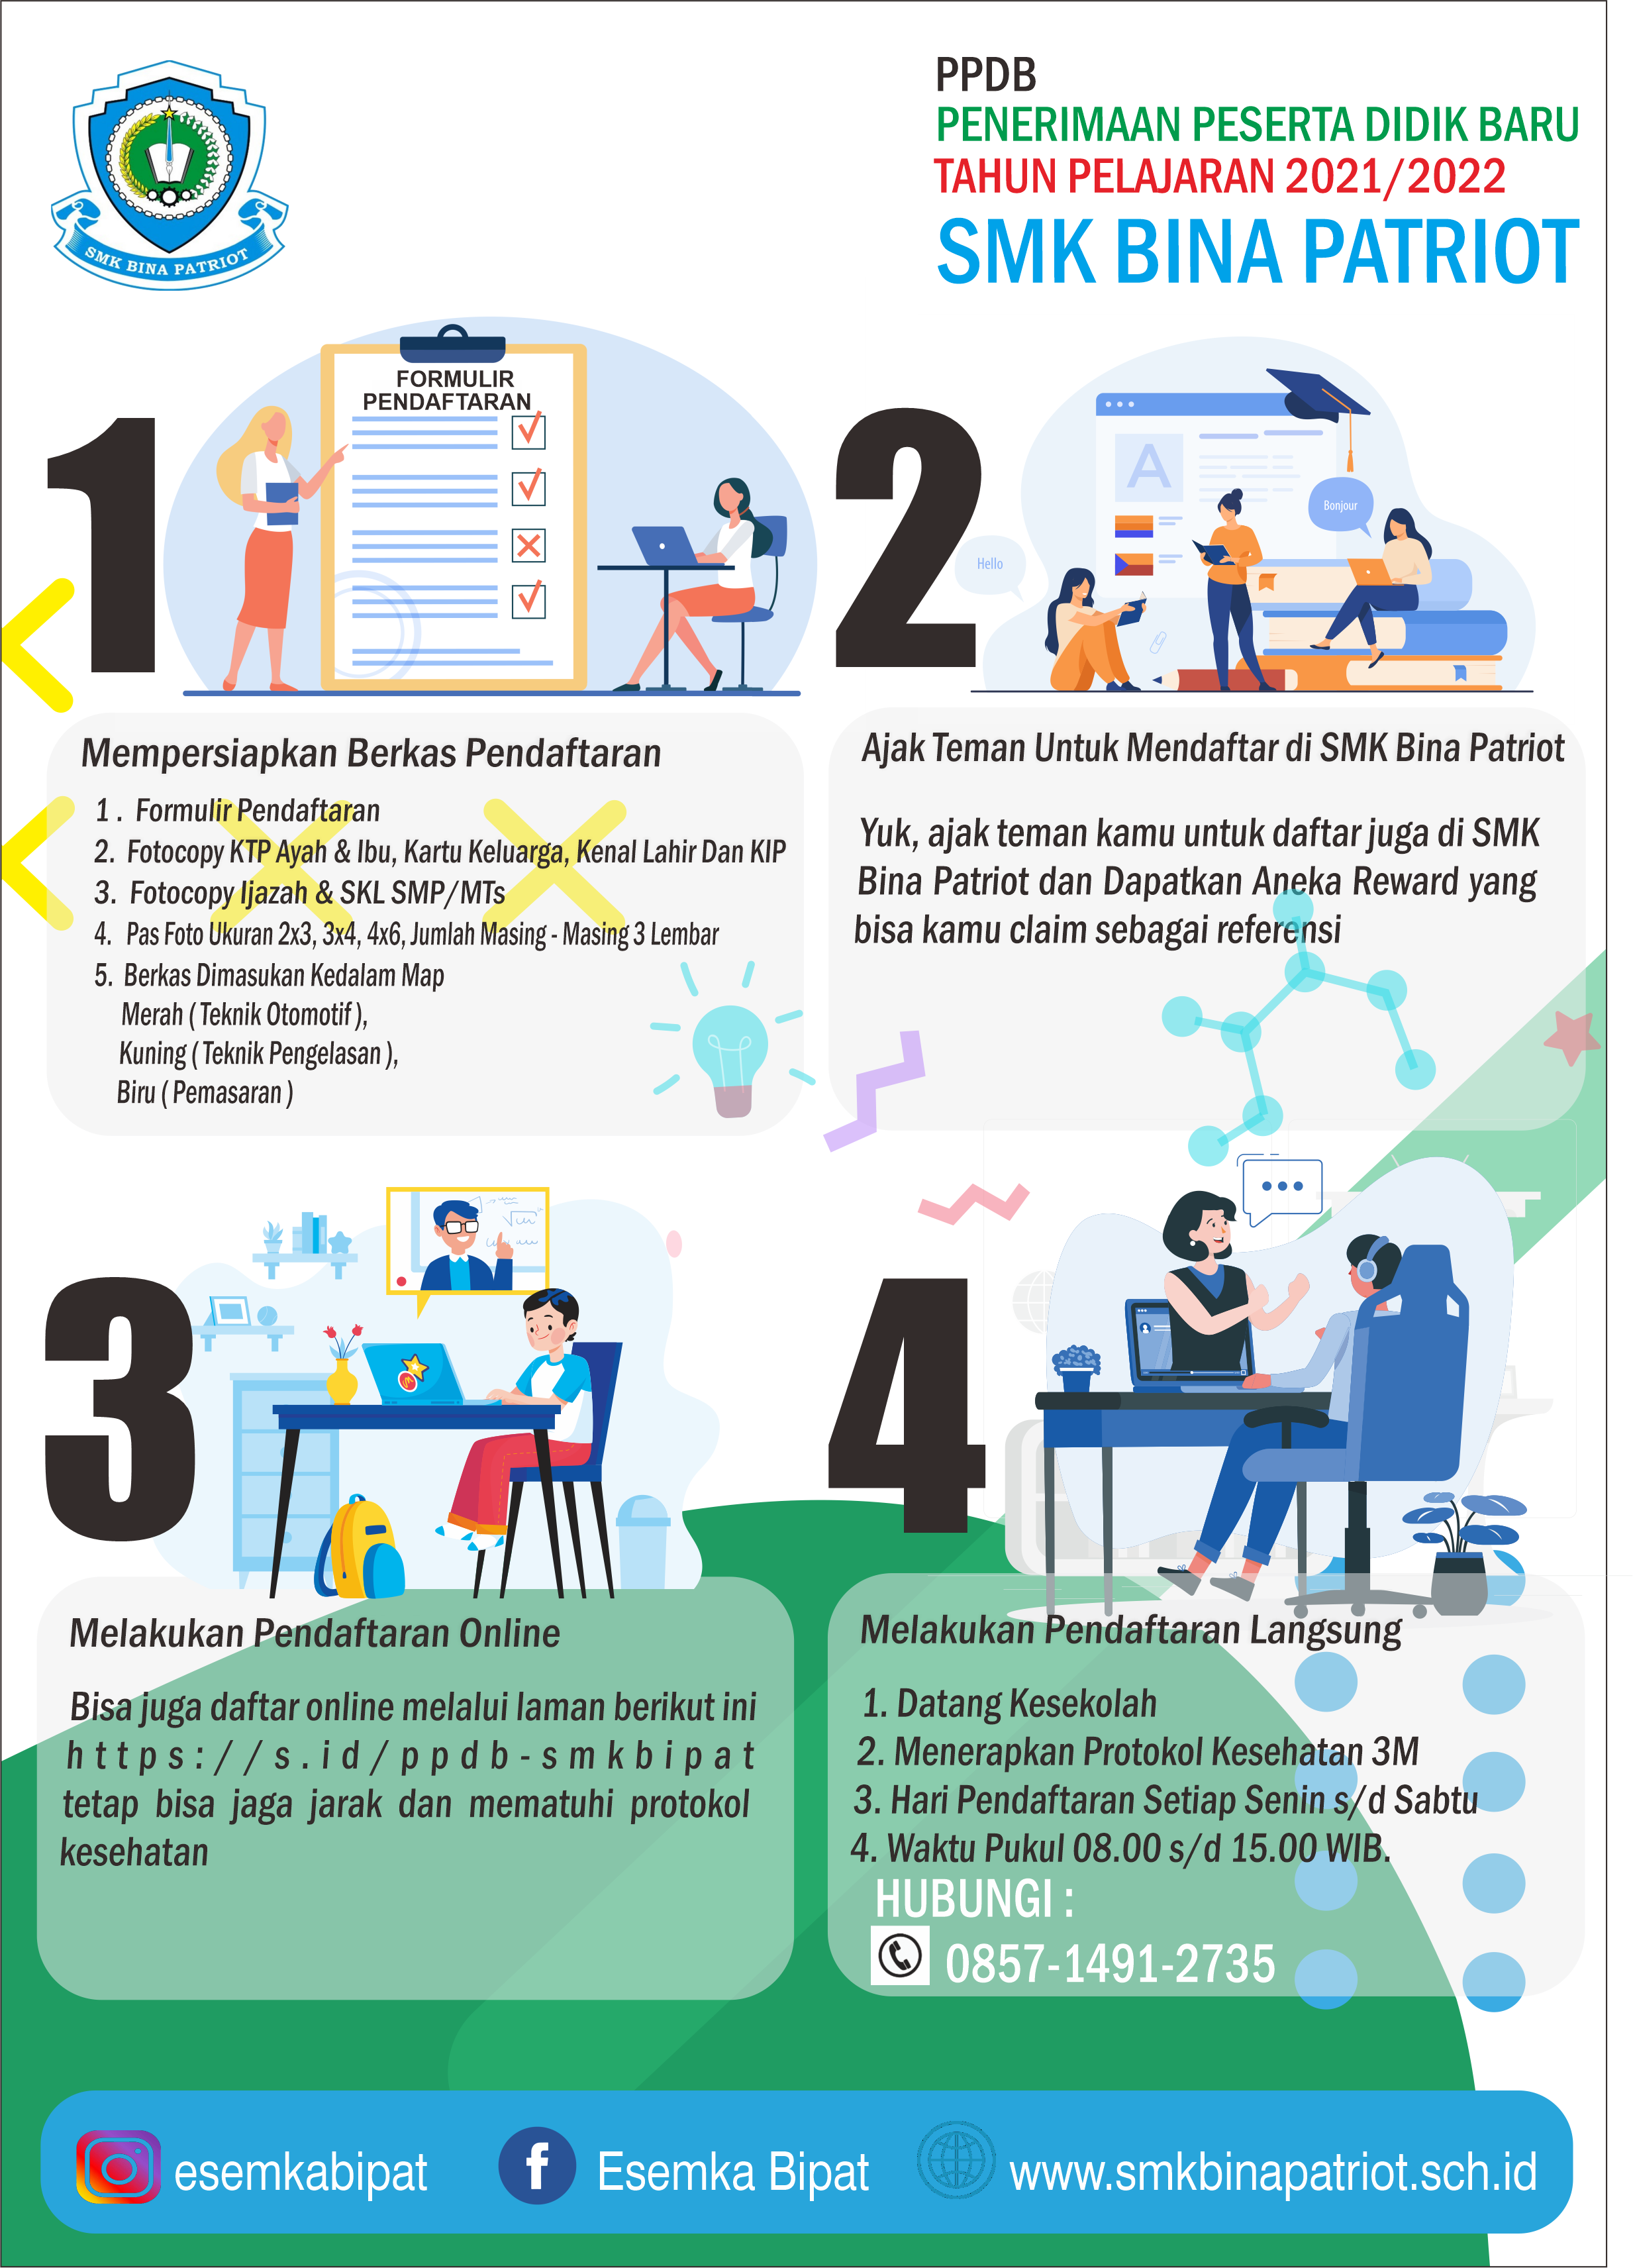 SMK BINA PATRIOT
PPDB
PENERIMAAN PESERTA DIDIK BARU
TAHUN PELAJARAN 2021/2022
SMK BINA PATRIOT
1
FORMULIR
PENDAFTARAN
2
A
Bonjour
Hello
Mempersiapkan Berkas Pendaftaran
1 . Formulir Pendaftaran
2. Fotocopy KTP Ayah & Ibu, Kartu Keluarga, Kenal Lahir Dan KIP
3. Fotocopy Ijazah & SKL SMP/MTs
4. Pas Foto Ukuran 2x3, 3x4, 4x6, Jumlah Masing - Masing 3 Lembar
5. Berkas Dimasukan Kedalam Map
Merah ( Teknik Otomotif ),
Kuning ( Teknik Pengelasan ),
Biru ( Pemasaran )
Ajak Teman Untuk Mendaftar di SMK Bina Patriot
Yuk, ajak teman kamu untuk daftar juga di SMK
Bina Patriot dan Dapatkan Aneka Reward yang
bisa kamu claim sebagai referensi
3
4
Melakukan Pendaftaran Online
Bisa juga daftar online melalui laman berikut ini
https://s.id/ppdb-smkbipat
tetap bisa jaga jarak dan mematuhi protokol
kesehatan
Melakukan Pendaftaran Langsung
1. Datang Kesekolah
2. Menerapkan Protokol Kesehatan 3M
3. Hari Pendaftaran Setiap Senin s/d Sabtu
4. Waktu Pukul 08.00 s/d 15.00 WIB.
HUBUNGI :
0857-1491-2735
esemkabipat
Esemka Bipat
www.smkbinapatriot.sch.id